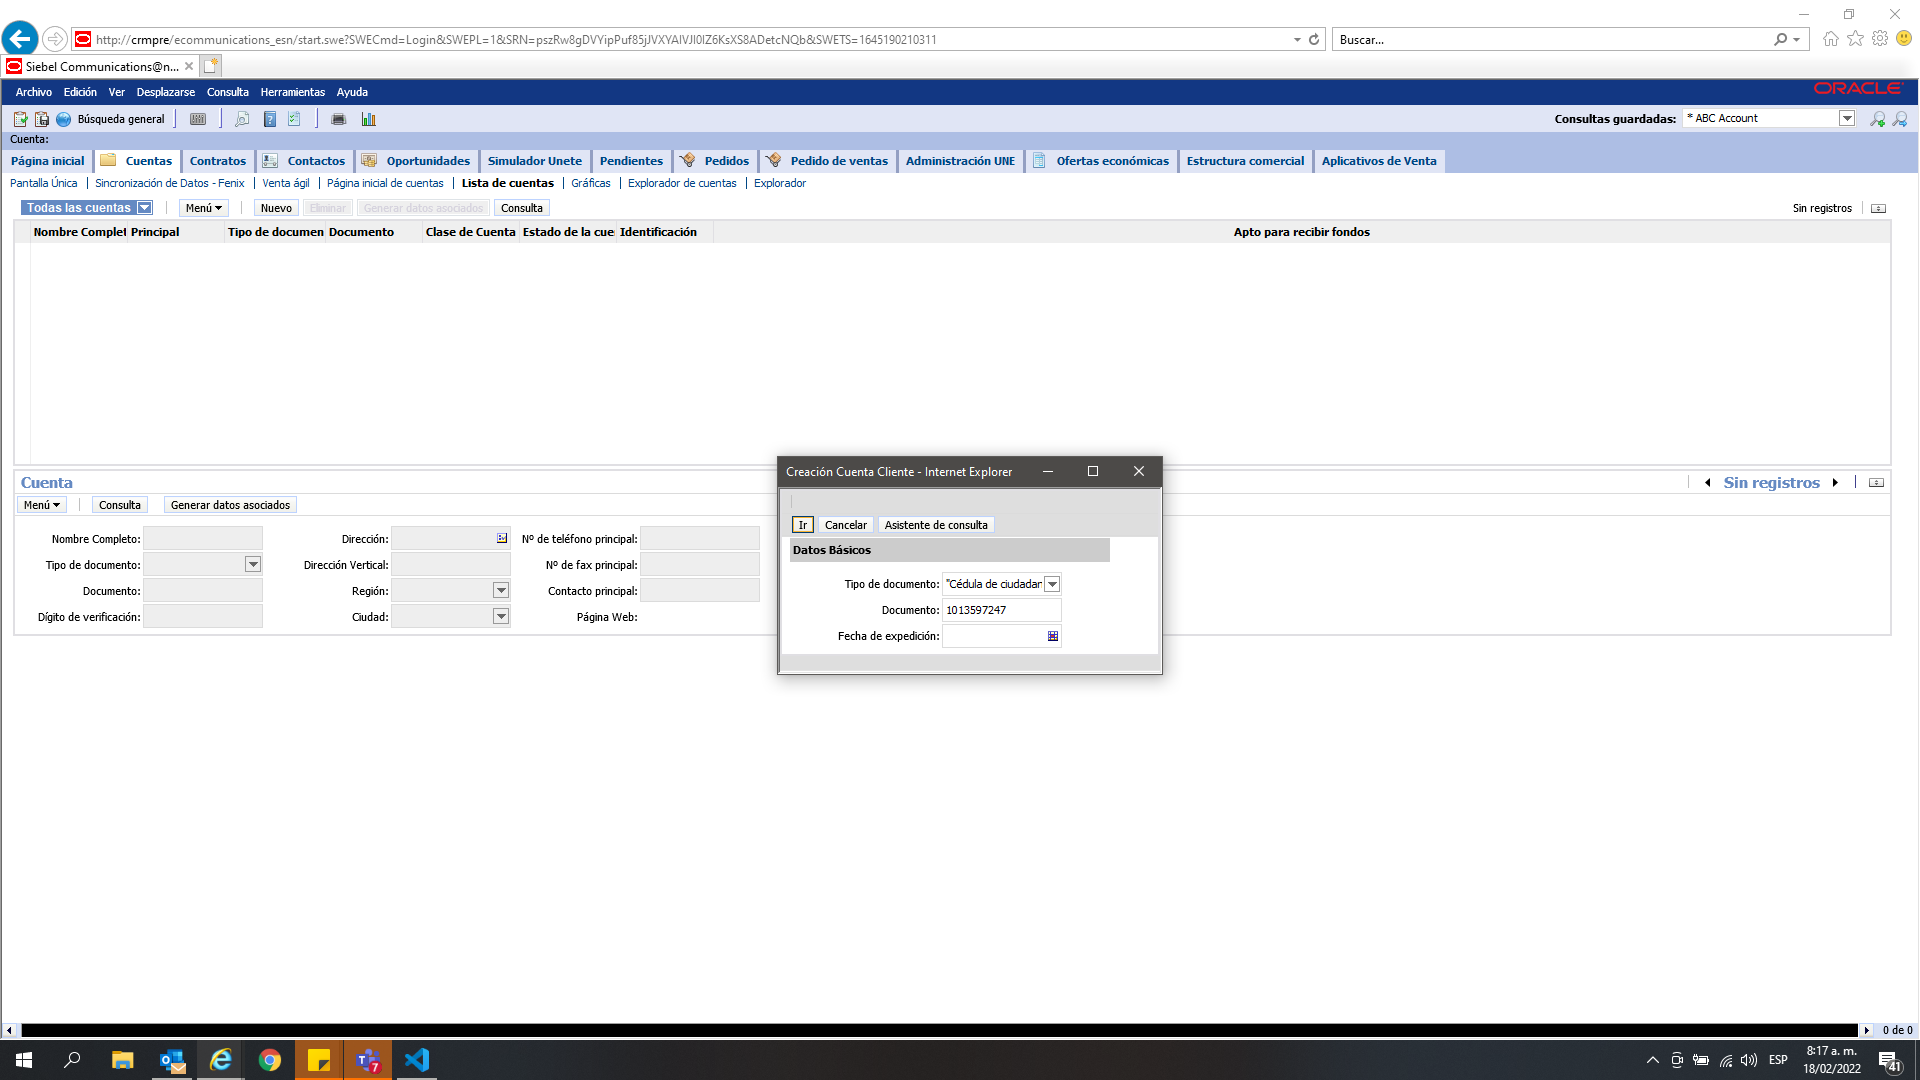 http://crmpre/ecommunications_esn/start.swe?SWECmd=Login&SWEPL=1&SRN=pszRw8gDVYipPuf85jJVXYAIVJI0IZ6KsXS8ADetcNQb&SWETS=1645190210311
Buscar...
Siebel Communications@n...
Archivo Edición Ver Desplazarse Consulta Herramientas Ayuda
ORACLE
Búsqueda general
Consultas guardadas: * ABC Account
Cuenta:
Página inicial Cuentas Contratos Contactos Oportunidades Simulador Unete Pendientes Pedidos Pedido de ventas Administración UNE Ofertas económicas Estructura comercial Aplicativos de Venta
Pantalla Única Sincronización de Datos - Fenix Venta ágil Página inicial de cuentas Lista de cuentas Gráficas Explorador de cuentas Explorador
Todas las cuentas Menú Nuevo Eliminar Generar datos asociados Consulta Sin registros
Nombre Complet Principal Tipo de documen Documento Clase de Cuenta Estado de la cue Identificación Apto para recibir fondos
Creación Cuenta Cliente - Internet Explorer
Ir Cancelar Asistente de consulta
Datos Básicos
Tipo de documento: "Cédula de ciudadar
Documento: 1013597247
Fecha de expedición:
Cuenta
Sin registros
Menú Consulta Generar datos asociados
Nombre Completo: Dirección: Nº de teléfono principal:
Tipo de documento: Dirección Vertical: Nº de fax principal:
Documento: Región: Contacto principal:
Dígito de verificación: Ciudad: Página Web:
0 de 0
7
ESP
8:17 a. m.
18/02/2022
41